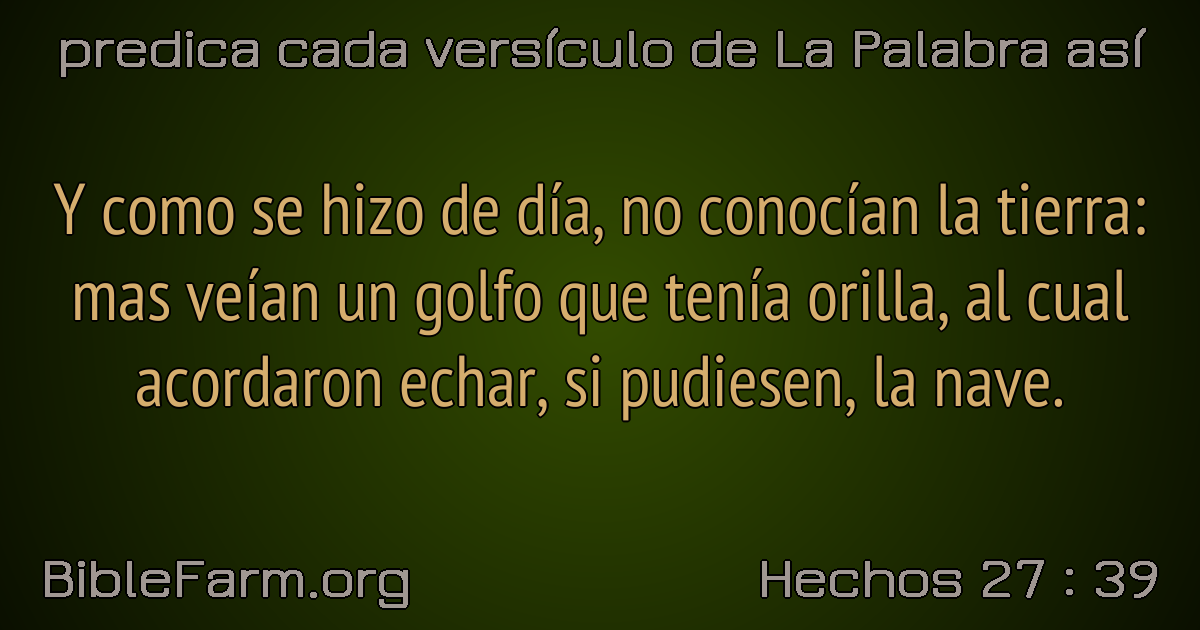 predica cada versículo de La Palabra así
Y como se hizo de día, no conocían la tierra:
mas veían un golfo que tenía orilla, al cual
acordaron echar, si pudiesen, la nave.
BibleFarm.org
Hechos 27 : 39